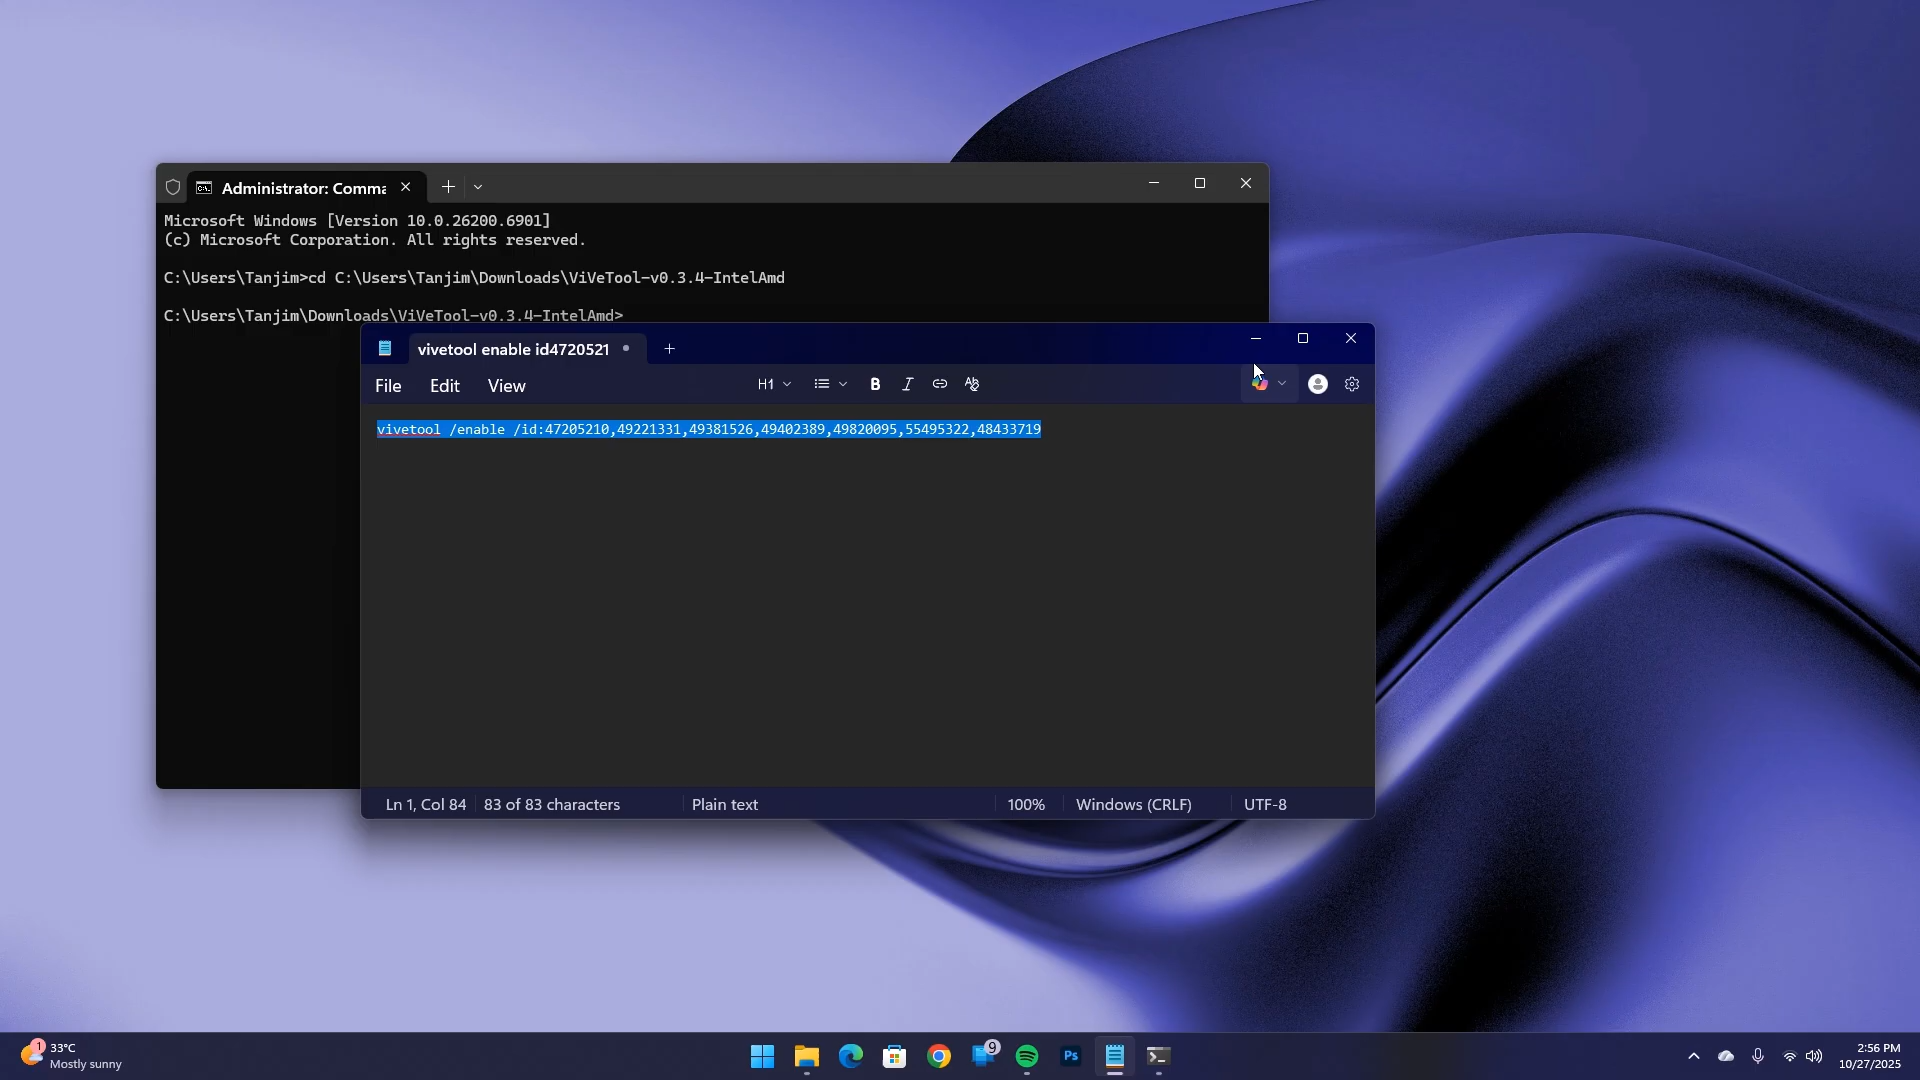 Administrator: Comma
Microsoft Windows [Version 10.0.26200.6901]
(c) Microsoft Corporation. All rights reserved.
C:\Users\Tanjim>cd C:\Users\Tanjim\Downloads\ViVeTool-v0.3.4-IntelAmd
C:\Users\Tanjim\Downloads\ViVeTool-v0.3.4-IntelAmd>
vivetool enable id4720521
File Edit View H1 B I
vivetool /enable /id:47205210,49221331,49381526,49402389,49820095,55495322,48433719
Ln 1, Col 84 83 of 83 characters Plain text 100% Windows (CRLF) UTF-8
1 33°C
Mostly sunny
9
Ps
2:56 PM
10/27/2025